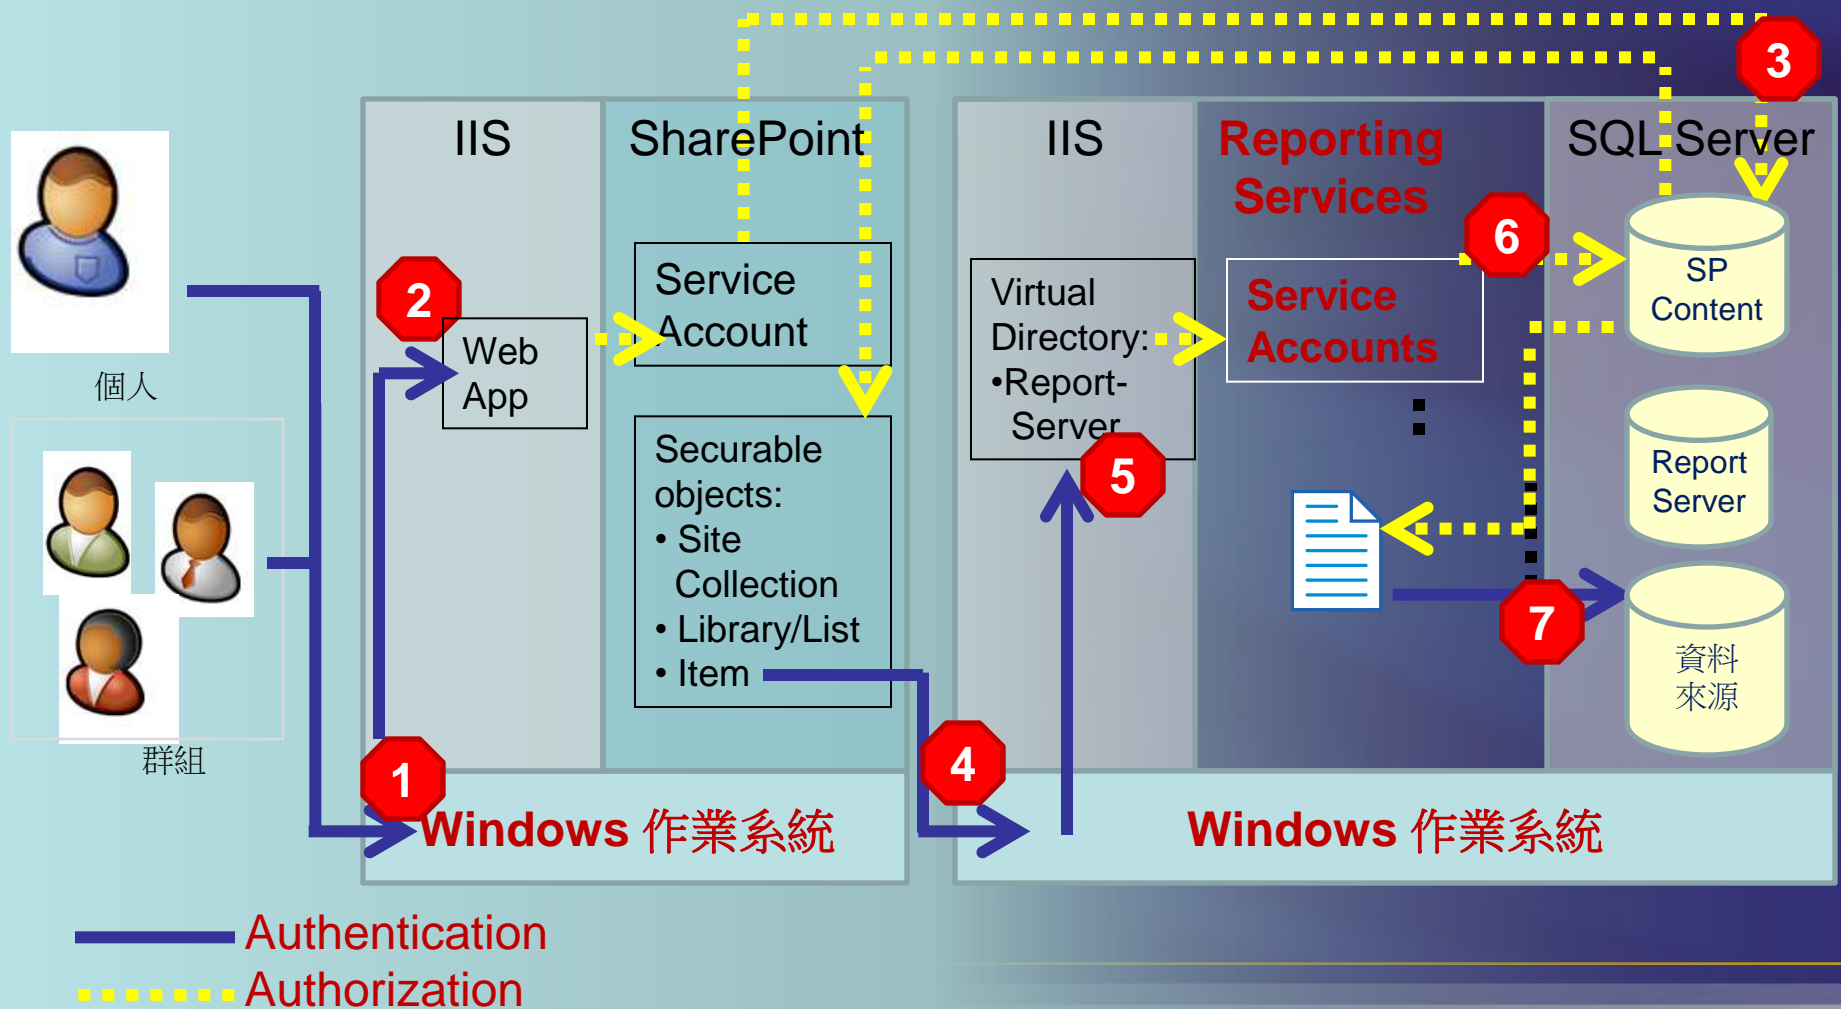 3
IIS
SharePoint
IIS
Reporting
Services
SQL Server
個人
群組
2
Web
App
Service
Account
Securable
objects:
• Site
Collection
• Library/List
• Item
1
Windows 作業系統
4
Virtual
Directory:
•Report-
Server
5
Service
Accounts
6
SP
Content
Report
Server
7
資料
來源
Windows 作業系統
Authentication
Authorization